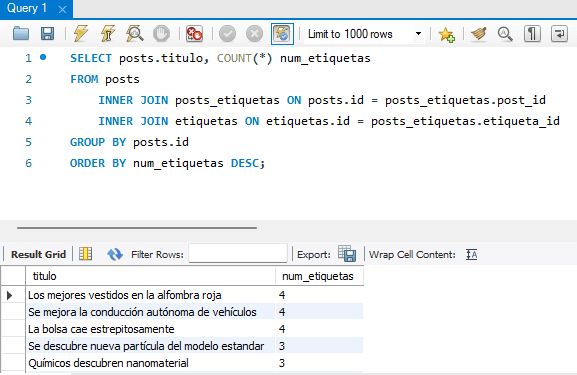 Query 1
Limit to 1000 rows
1 SELECT posts.titulo, COUNT(*) num_etiquetas
2 FROM posts
3 INNER JOIN posts_etiquetas ON posts.id = posts_etiquetas.post_id
4 INNER JOIN etiquetas ON etiquetas.id = posts_etiquetas.etiqueta_id
5 GROUP BY posts.id
6 ORDER BY num_etiquetas DESC;
Result Grid Filter Rows: Export: Wrap Cell Content:
titulo num_etiquetas
Los mejores vestidos en la alfombra roja 4
Se mejora la conducción autónoma de vehículos 4
La bolsa cae estrepitosamente 4
Se descubre nueva partícula del modelo estandar 3
Químicos descubren nanomaterial 3